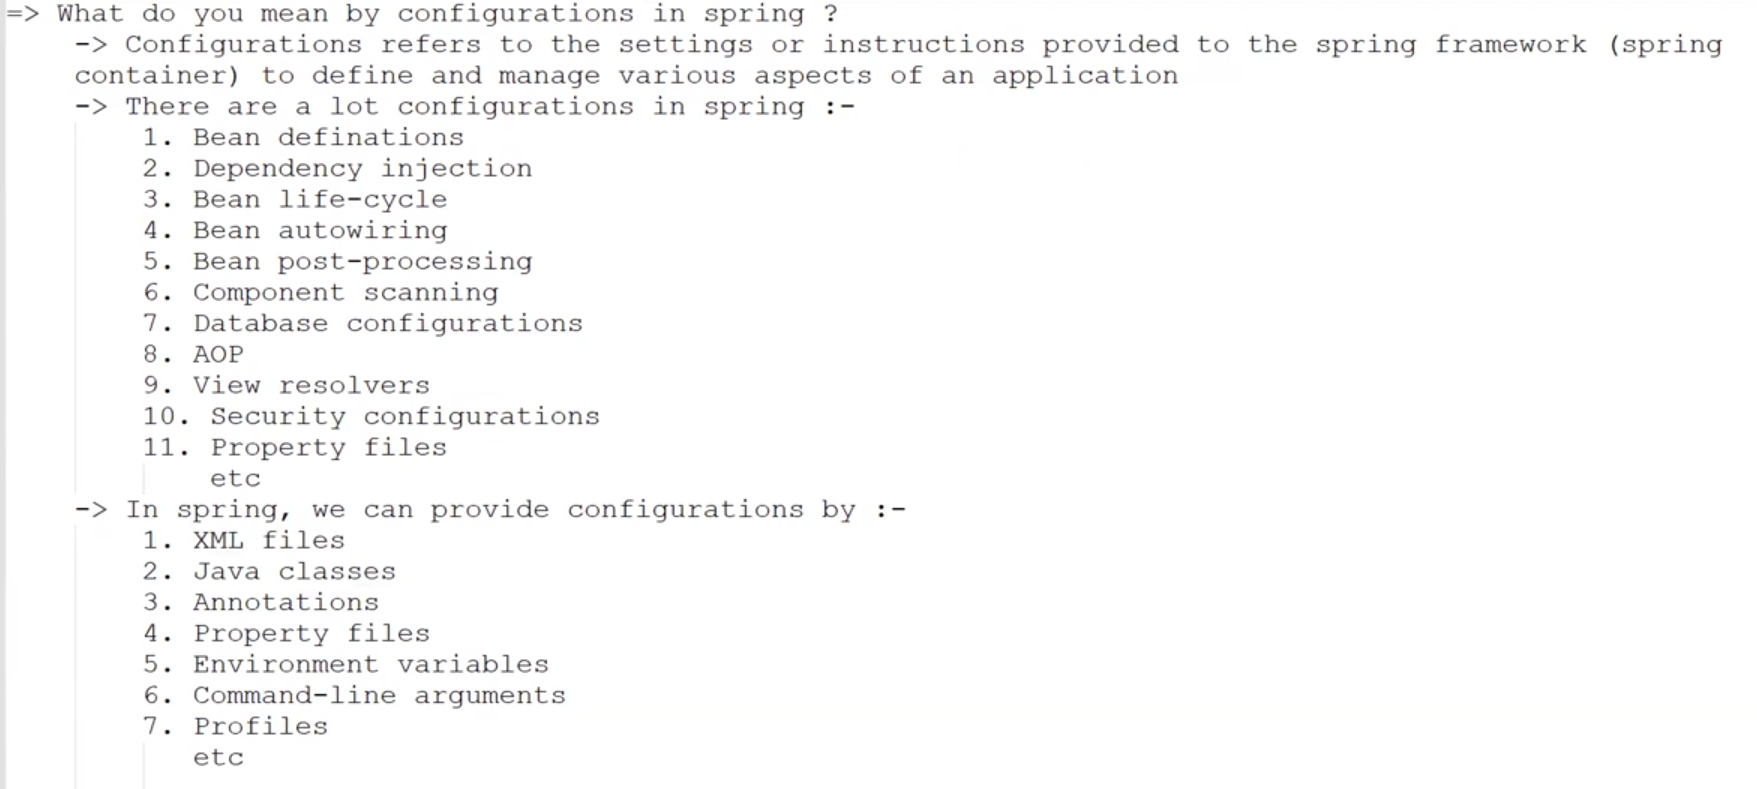 => What do you mean by configurations in spring ?
-> Configurations refers to the settings or instructions provided to the spring framework (spring
container) to define and manage various aspects of an application
-> There are a lot configurations in spring :-
1. Bean definations
2. Dependency injection
3. Bean life-cycle
4. Bean autowiring
5. Bean post-processing
6. Component scanning
7. Database configurations
8. AOP
9. View resolvers
10. Security configurations
11. Property files
etc
-> In spring, we can provide configurations by :-
1. XML files
2. Java classes
3. Annotations
4. Property files
5. Environment variables
6. Command-line arguments
7. Profiles
etc